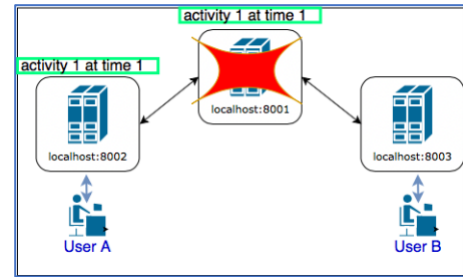 activity 1 at time 1
activity 1 at time 1
localhost:8001
localhost:8002
localhost:8003
User A
User B